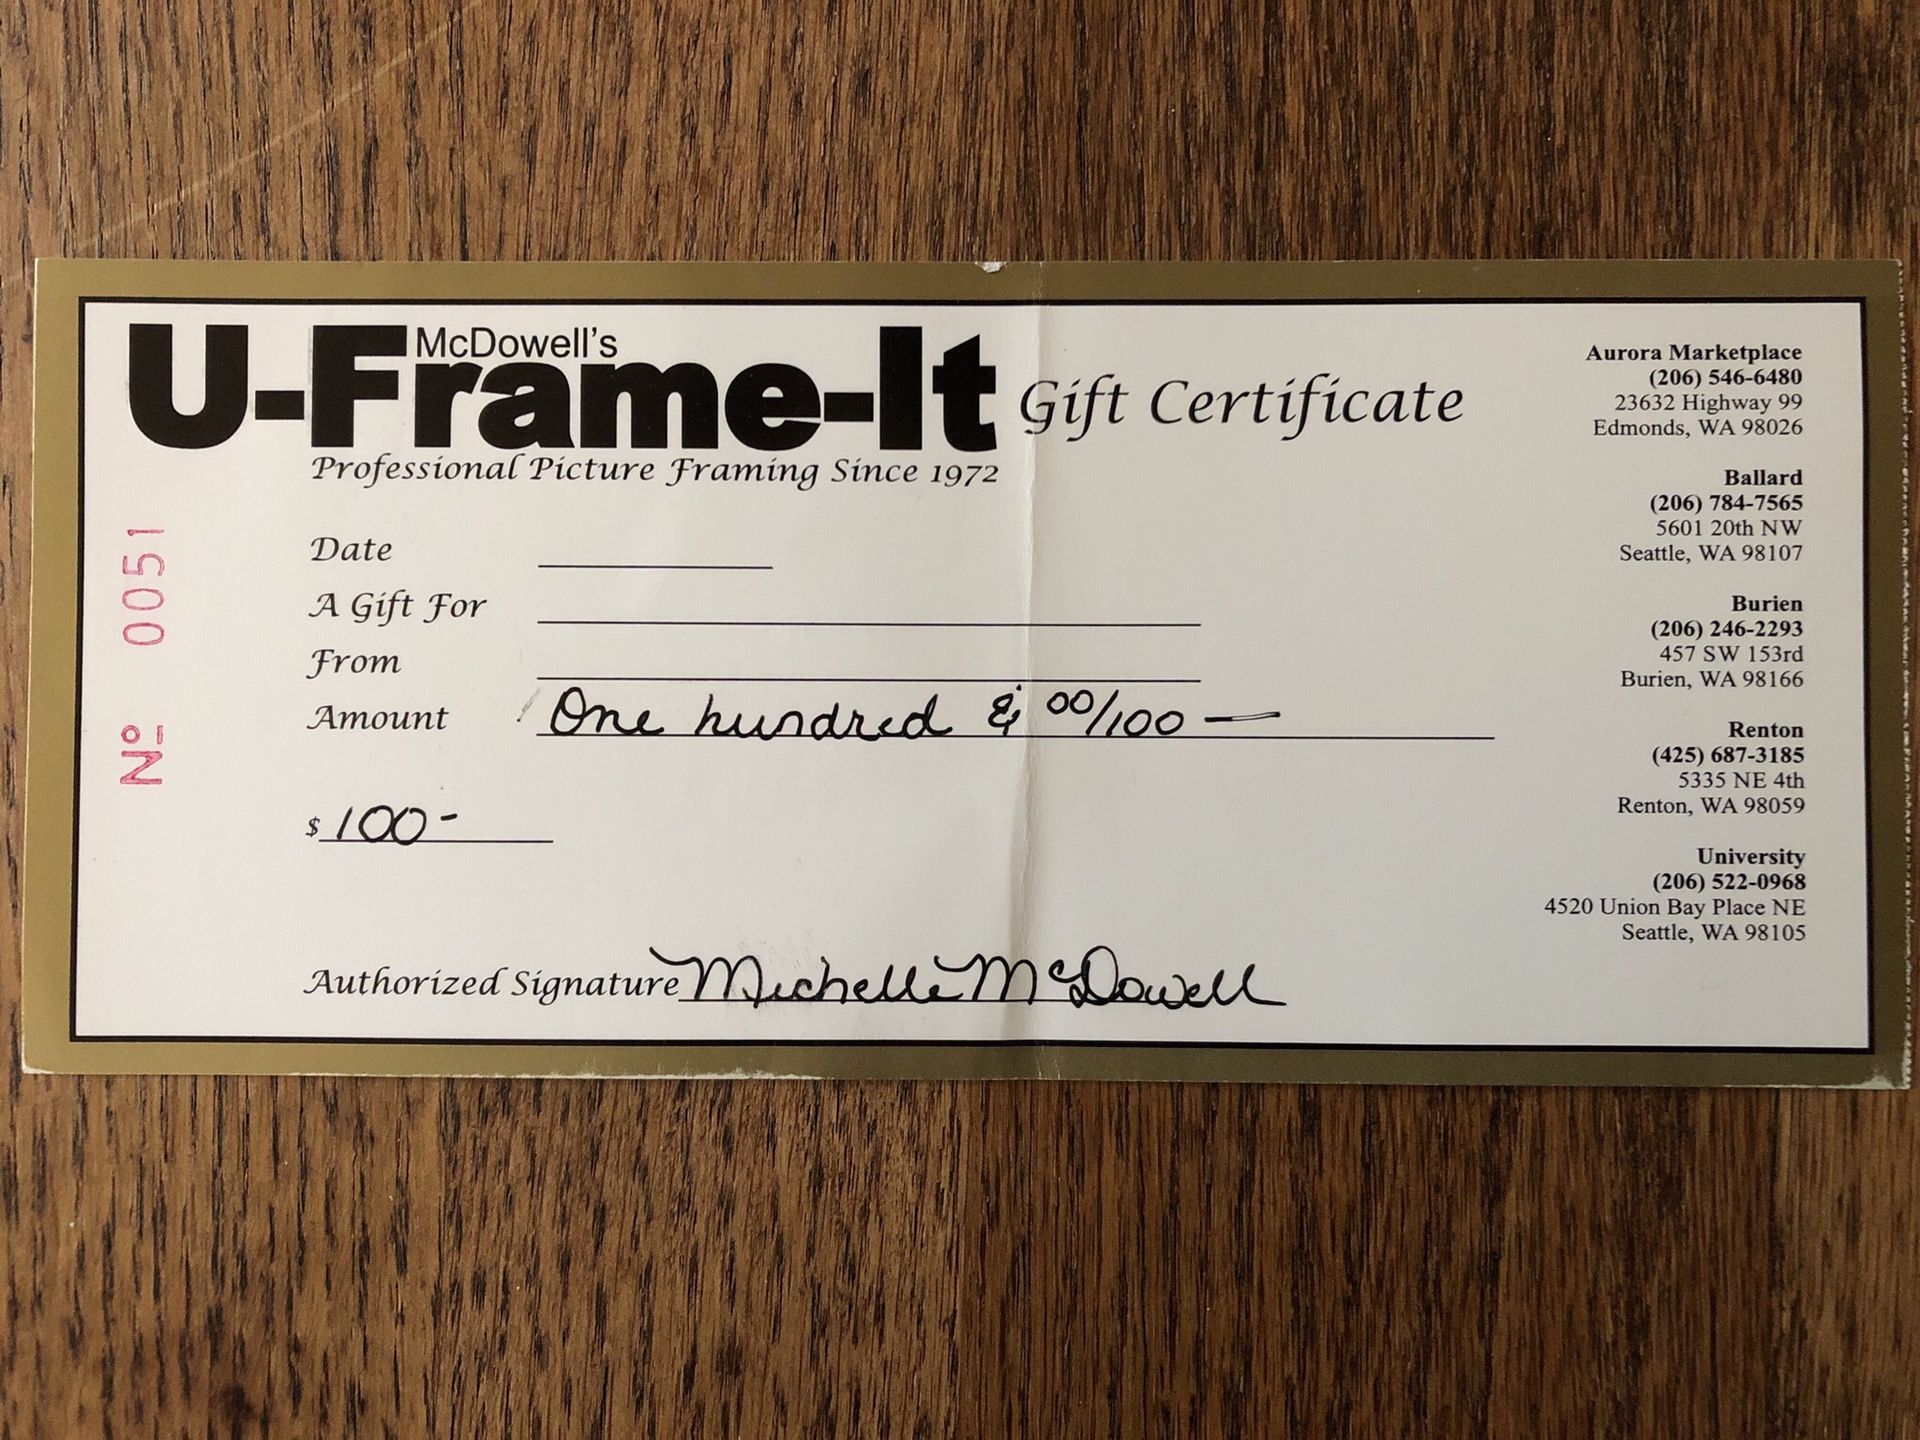 McDowell's
U-Frame-It Gift Certificate
Professional Picture Framing Since 1972
Nº 0051
Date
A Gift For
From
Amount One hundred & 00/100 —
$ 100-
Authorized Signature Michelle McDowell
Aurora Marketplace
(206) 546-6480
23632 Highway 99
Edmonds, WA 98026
Ballard
(206) 784-7565
5601 20th NW
Seattle, WA 98107
Burien
(206) 246-2293
457 SW 153rd
Burien, WA 98166
Renton
(425) 687-3185
5335 NE 4th
Renton, WA 98059
University
(206) 522-0968
4520 Union Bay Place NE
Seattle, WA 98105